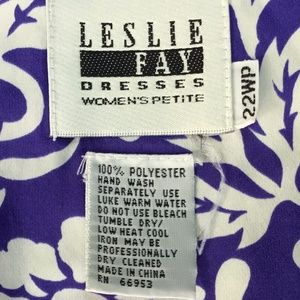 LESLIE
FAY
DRESSES
WOMEN'S PETITE
22WP
100% POLYESTER
HAND WASH
SEPARATELY USE
LUKE WARM WATER
DO NOT USE BLEACH
TUMBLE DRY/
LOW HEAT COOL
IRON MAY BE
PROFESSIONALLY
DRY CLEANED
MADE IN CHINA
RN 66953